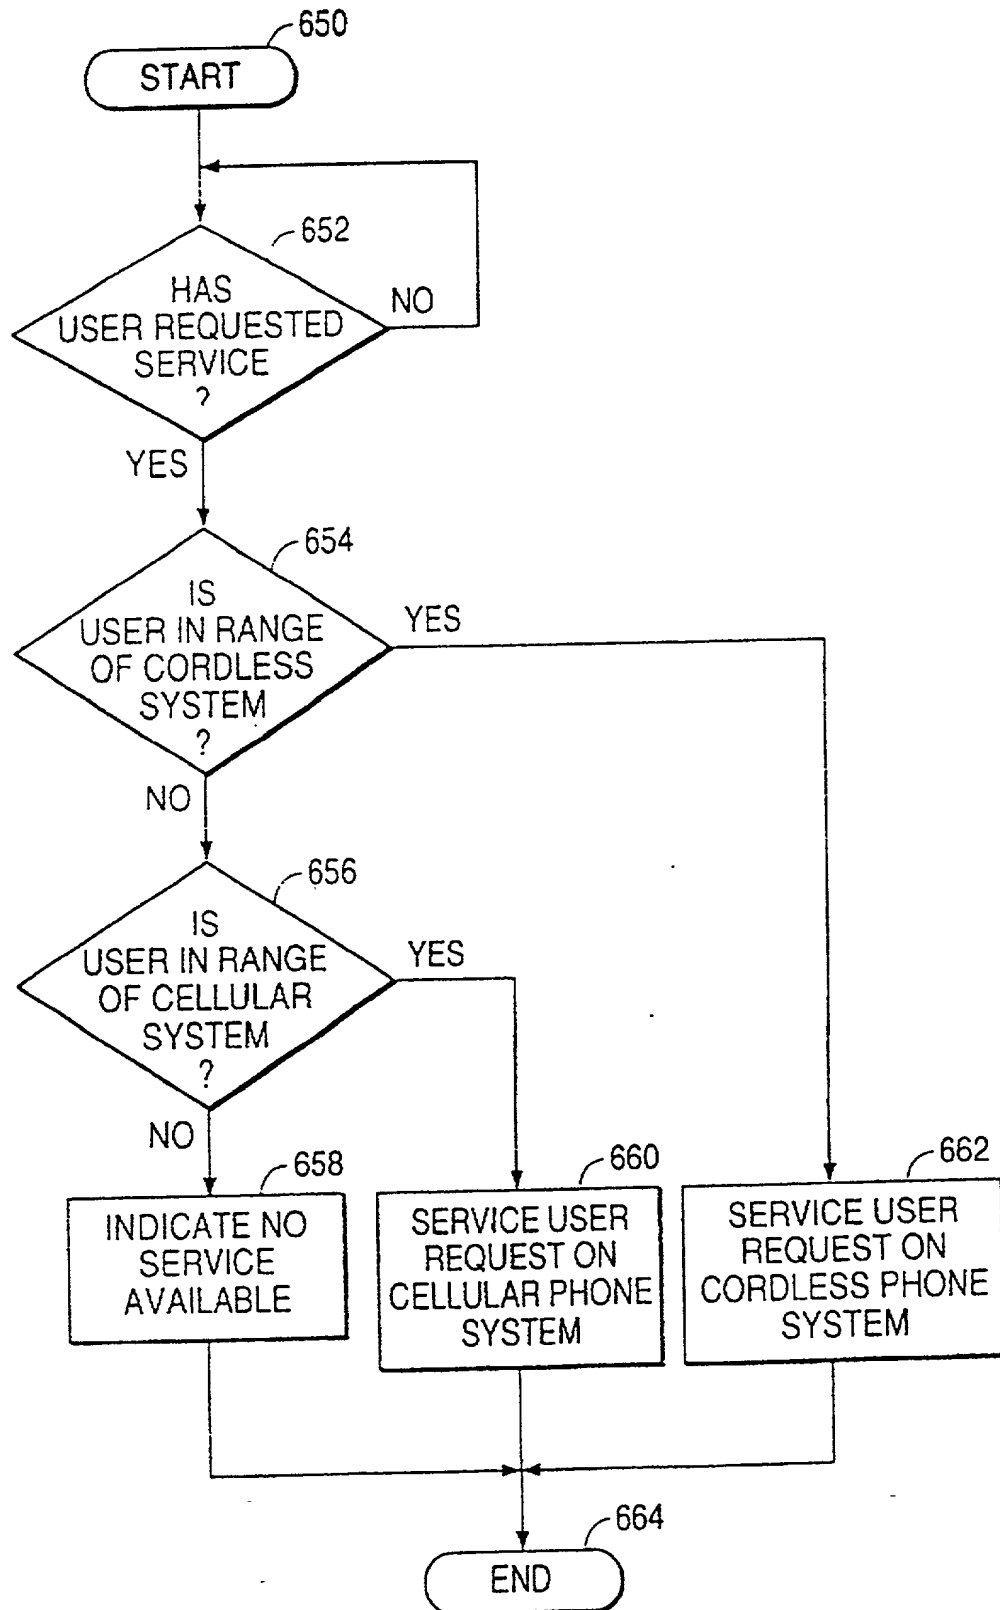 650
START
652
HAS
USER REQUESTED
SERVICE
?
NO
YES
654
IS
USER IN RANGE
OF CORDLESS
SYSTEM
?
YES
NO
656
IS
USER IN RANGE
OF CELLULAR
SYSTEM
?
YES
NO
658
INDICATE NO
SERVICE
AVAILABLE
660
SERVICE USER
REQUEST ON
CELLULAR PHONE
SYSTEM
662
SERVICE USER
REQUEST ON
CORDLESS PHONE
SYSTEM
664
END